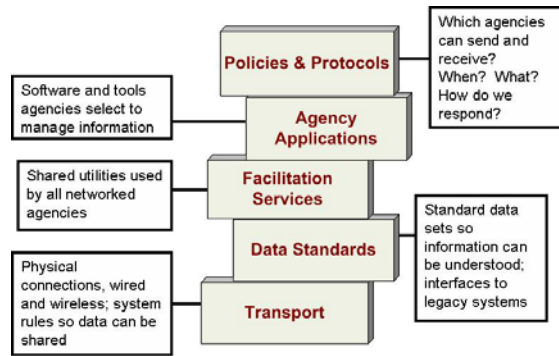 Policies & Protocols
Which agencies
can send and
receive?
When?  What?
How do we
respond?
Software and tools
agencies select to
manage information
Agency
Applications
Shared utilities used
by all networked
agencies
Facilitation
Services
Data Standards
Standard data
sets so
information can
be understood;
interfaces to
legacy systems
Physical
connections, wired
and wireless; system
rules so data can be
shared
Transport